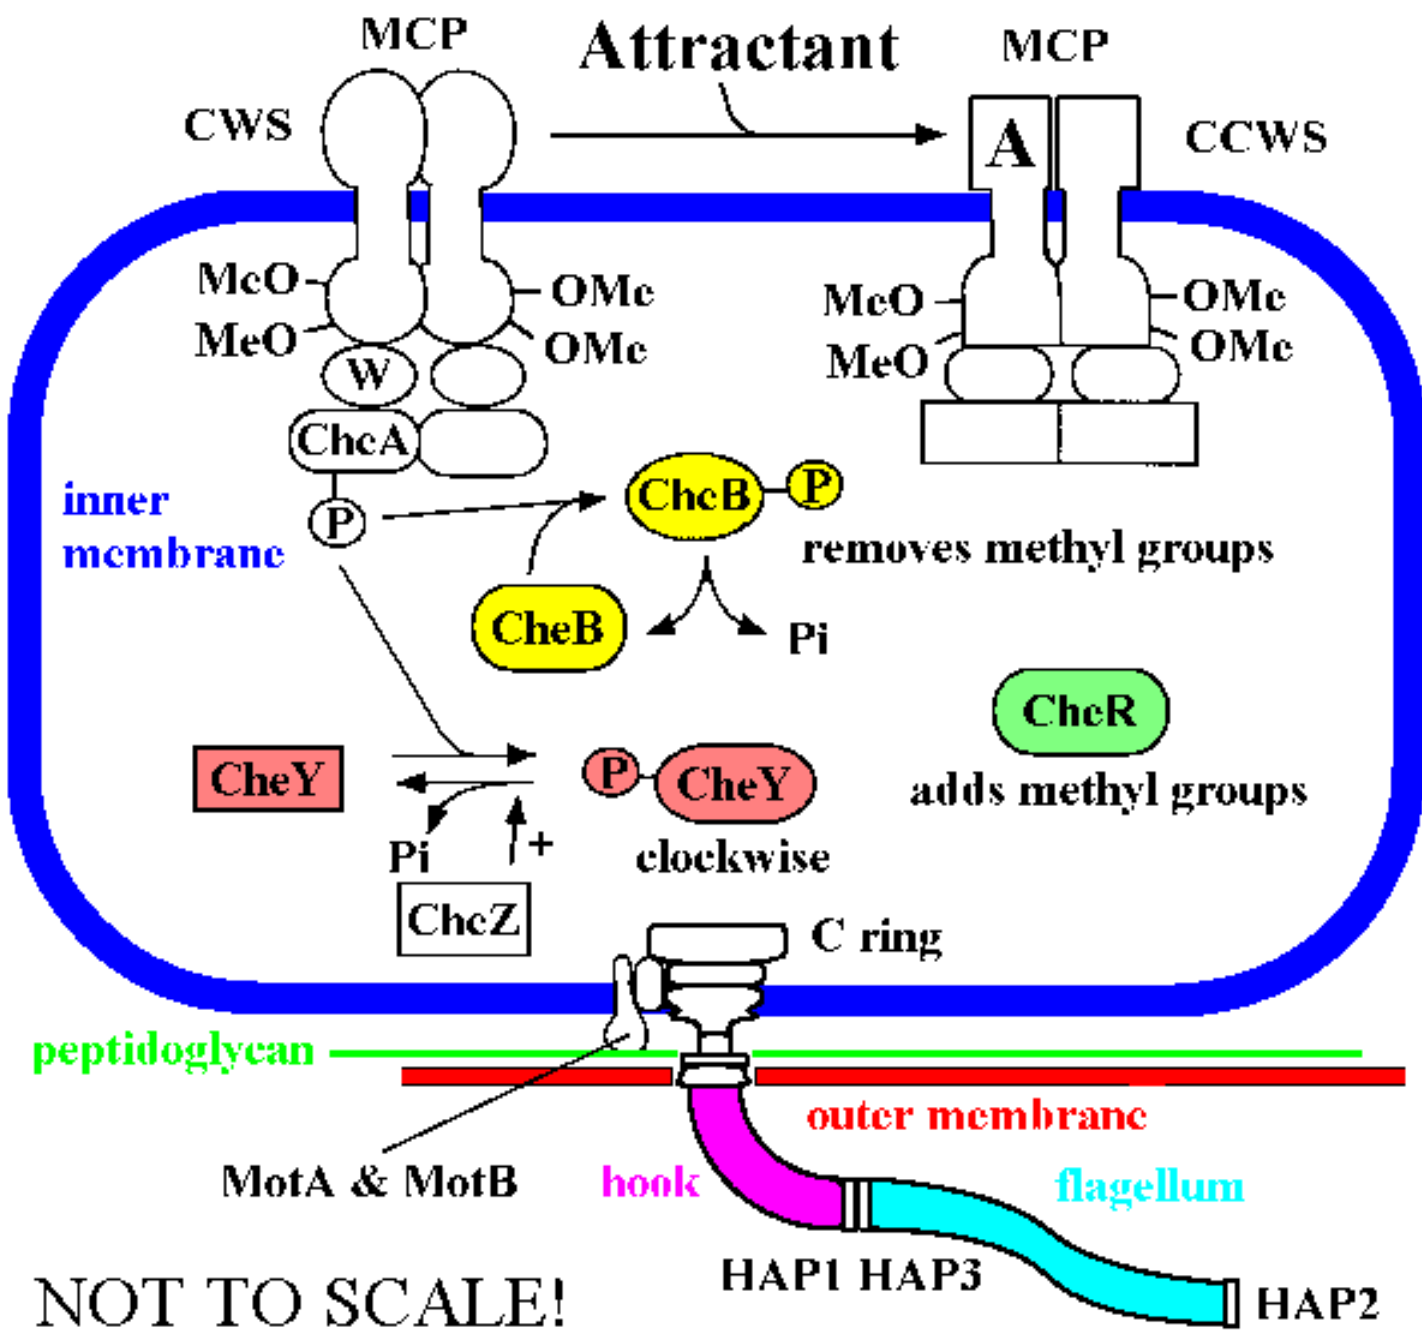 MCP
Attractant
MCP
CWS
A
CCWS
MeO
OMe
MeO
OMe
MeO
OMe
MeO
OMe
W
CheA
P
CheB
P
inner
membrane
removes methyl groups
CheB
Pi
CheR
adds methyl groups
CheY
P
CheY
clockwise
Pi
+
CheZ
C ring
peptidoglycan
outer membrane
MotA & MotB
hook
flagellum
HAP1 HAP3
HAP2
NOT TO SCALE!